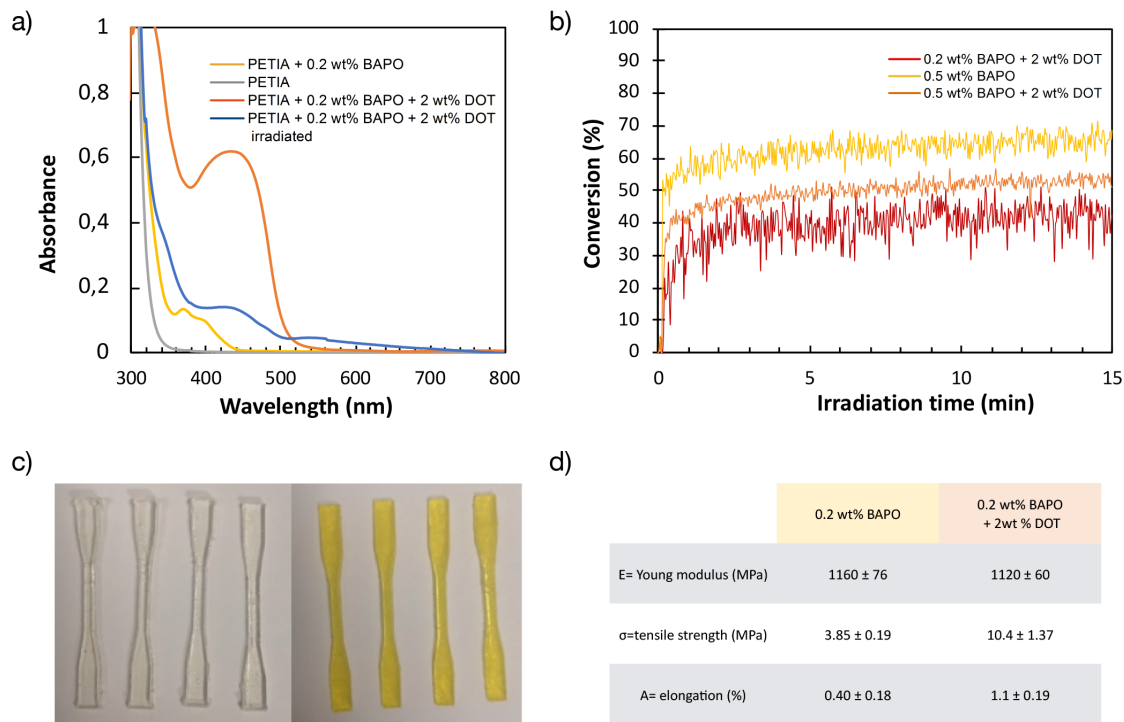 a)
1
0,8
0,6
0,4
0,2
0
300
400
500
600
700
800
Absorbance
Wavelength (nm)
PETIA + 0.2 wt% BAPO
PETIA
PETIA + 0.2 wt% BAPO + 2 wt% DOT
PETIA + 0.2 wt% BAPO + 2 wt% DOT
irradiated
b)
100
90
80
70
60
50
40
30
20
10
0
0
5
10
15
Conversion (%)
Irradiation time (min)
0.2 wt% BAPO + 2 wt% DOT
0.5 wt% BAPO
0.5 wt% BAPO + 2 wt% DOT
c)
d)
0.2 wt% BAPO
0.2 wt% BAPO
+ 2wt % DOT
E= Young modulus (MPa)
1160 ± 76
1120 ± 60
σ=tensile strength (MPa)
3.85 ± 0.19
10.4 ± 1.37
A= elongation (%)
0.40 ± 0.18
1.1 ± 0.19